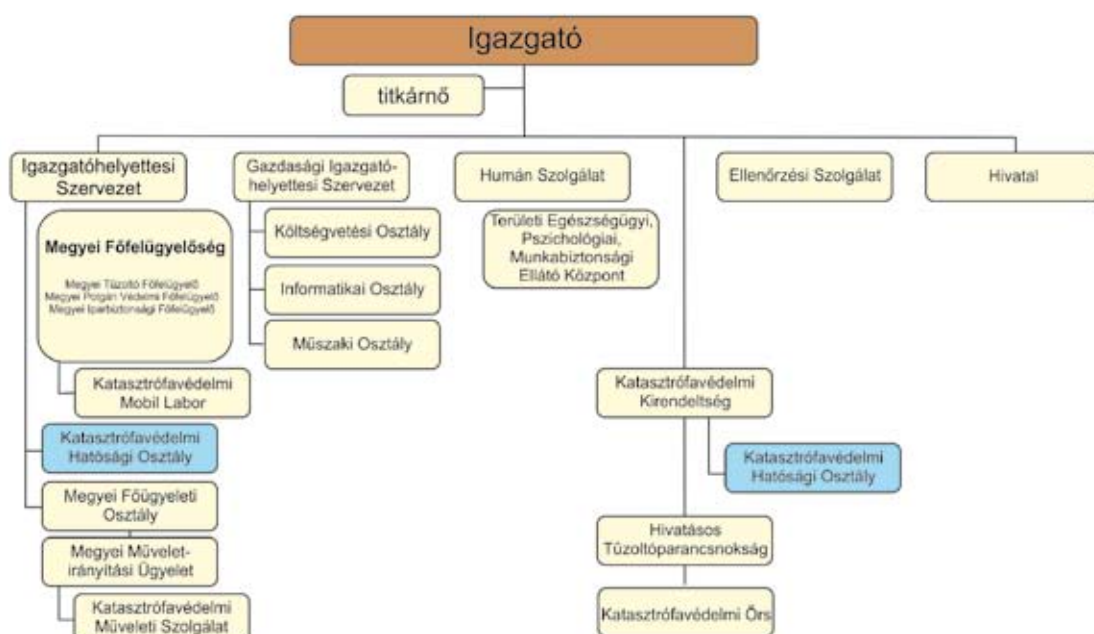 Igazgató
titkárnő
Igazgatóhelyettesi
Szervezet
Megyei Főfelügyelőség
Megyei Tűzoltó Főfelügyelő
Megyei Polgári Védelmi Főfelügyelő
Megyei Iparbiztonsági Főfelügyelő
Katasztrófavédelmi
Mobil Labor
Katasztrófavédelmi
Hatósági Osztály
Megyei Főügyeleti
Osztály
Megyei Művelet-
irányítási Ügyelet
Katasztrófavédelmi
Műveleti Szolgálat
Gazdasági Igazgató-
helyettesi Szervezet
Költségvetési Osztály
Informatikai Osztály
Műszaki Osztály
Humán Szolgálat
Területi Egészségügyi,
Pszichológiai,
Munkabiztonsági
Ellátó Központ
Katasztrófavédelmi
Kirendeltség
Katasztrófavédelmi
Hatósági Osztály
Hivatásos
Tűzoltóparancsnokság
Katasztrófavédelmi Őrs
Ellenőrzési Szolgálat
Hivatal